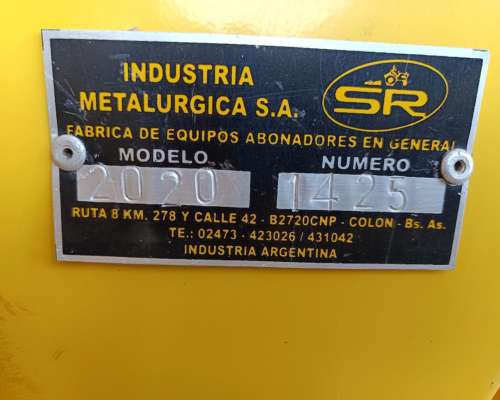 INDUSTRIA
METALURGICA S.A.
SR
FABRICA DE EQUIPOS ABONADORES EN GENERAL
MODELO NUMERO
2020 1425
RUTA 8 KM. 278 Y CALLE 42 - B2720CNP - COLON - Bs. As.
TE.: 02473 - 423026 / 431042
INDUSTRIA ARGENTINA